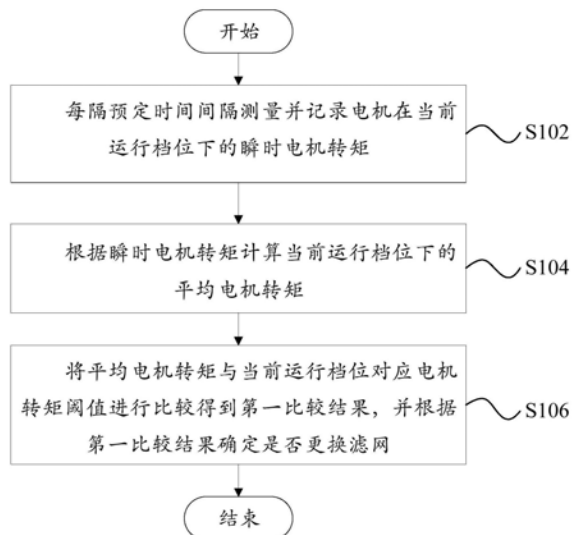 开始
每隔预定时间间隔测量并记录电机在当前
运行档位下的瞬时电机转矩
S102
根据瞬时电机转矩计算当前运行档位下的
平均电机转矩
S104
将平均电机转矩与当前运行档位对应电机
转矩阈值进行比较得到第一比较结果，并根据
第一比较结果确定是否更换滤网
S106
结束